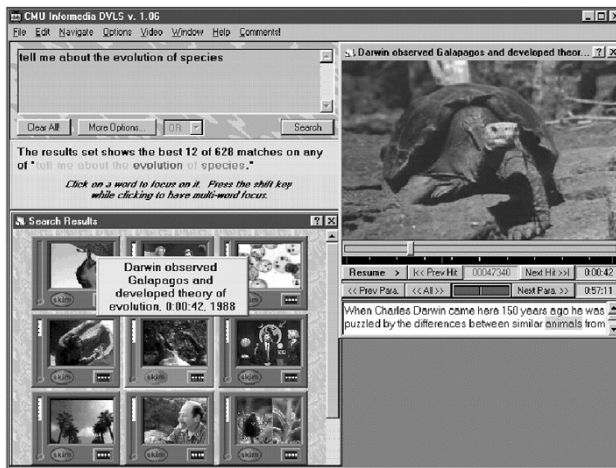 CMU Informedia DVLS v. 1.06
File Edit Navigate Options Video Window Help Comments!
tell me about the evolution of species
Clear All! More Options... OR Search
The results set shows the best 12 of 628 matches on any
of "tell me about the evolution of species."
Click on a word to focus on it. Press the shift key
while clicking to have multi-word focus.
Search Results
Darwin observed
Galapagos and
developed theory of
evolution, 0:00:42, 1988
skim
skim skim skim
skim skim skim
Darwin observed Galapagos and developed theor...
Resume > |<< Prev Hit 00047340 Next Hit >>| 0:00:42
<< Prev Para. <<All>> Next Para. >> 0:57:11
When Charles Darwin came here 150 years ago he was
puzzled by the differences between similar animals from